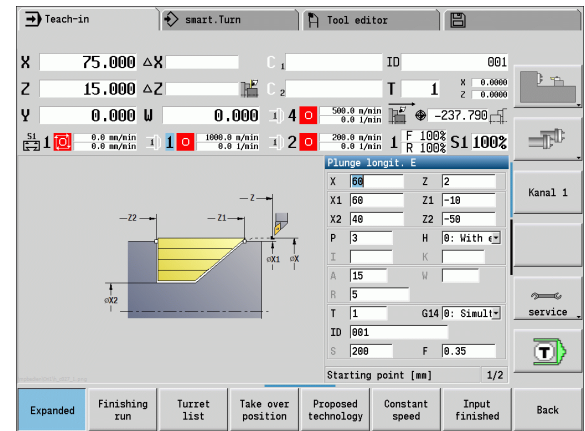 Teach-in smart.Turn Tool editor
X 75.000 △X C 1 ID 001
Z 15.000 △Z C 2 T 1 X 0.0000 Z 0.0000
Y 0.000 W 0.000 4 500.0 m/min 0.0 1/min -237.790
S1 1 0.0 mm/min 0.0 mm/min 1 1000.0 m/min 0.0 1/min 2 200.0 m/min 0.0 1/min 1 F 100% R 100% S1 100%
Plunge longit. E
X 60 Z 2
X1 60 Z1 -10
X2 40 Z2 -50
P 3 H 0: With e
I K
A 15 W
R 5
T 1 G14 0: Simult
ID 001
S 200 F 0.35
Starting point [mm] 1/2
Z
Z2 Z1
øX1 øX
øX2
Kanal 1
service
T
Expanded Finishing run Turret list Take over position Proposed technology Constant speed Input finished Back